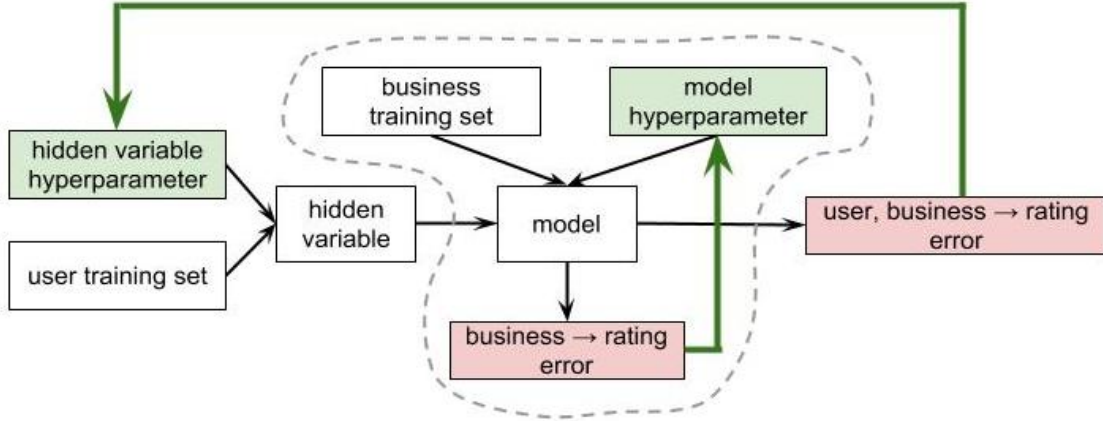 business
training set
model
hyperparameter
hidden variable
hyperparameter
hidden
variable
model
user, business → rating
error
user training set
business → rating
error